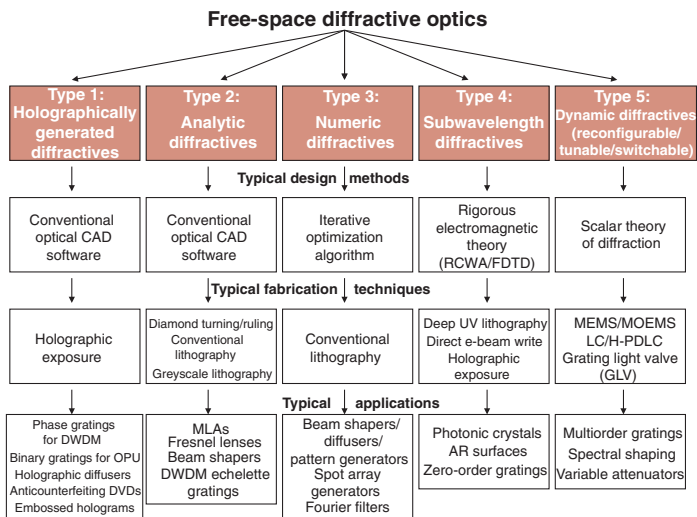 Free-space diffractive optics
Type 1:
Holographically
generated
diffractives
Type 2:
Analytic
diffractives
Type 3:
Numeric
diffractives
Type 4:
Subwavelength
diffractives
Type 5:
Dynamic diffractives
(reconfigurable/
tunable/switchable)
Typical design methods
Conventional
optical CAD
software
Conventional
optical CAD
software
Iterative
optimization
algorithm
Rigorous
electromagnetic
theory
(RCWA/FDTD)
Scalar theory
of diffraction
Typical fabrication techniques
Holographic
exposure
Diamond turning/ruling
Conventional
lithography
Greyscale lithography
Conventional
lithography
Deep UV lithography
Direct e-beam write
Holographic
exposure
MEMS/MOEMS
LC/H-PDLC
Grating light valve
(GLV)
Typical applications
Phase gratings
for DWDM
Binary gratings for OPU
Holographic diffusers
Anticounterfeiting DVDs
Embossed holograms
MLAs
Fresnel lenses
Beam shapers
DWDM echelette
gratings
Beam shapers/
diffusers/
pattern generators
Spot array
generators
Fourier filters
Photonic crystals
AR surfaces
Zero-order gratings
Multiorder gratings
Spectral shaping
Variable attenuators